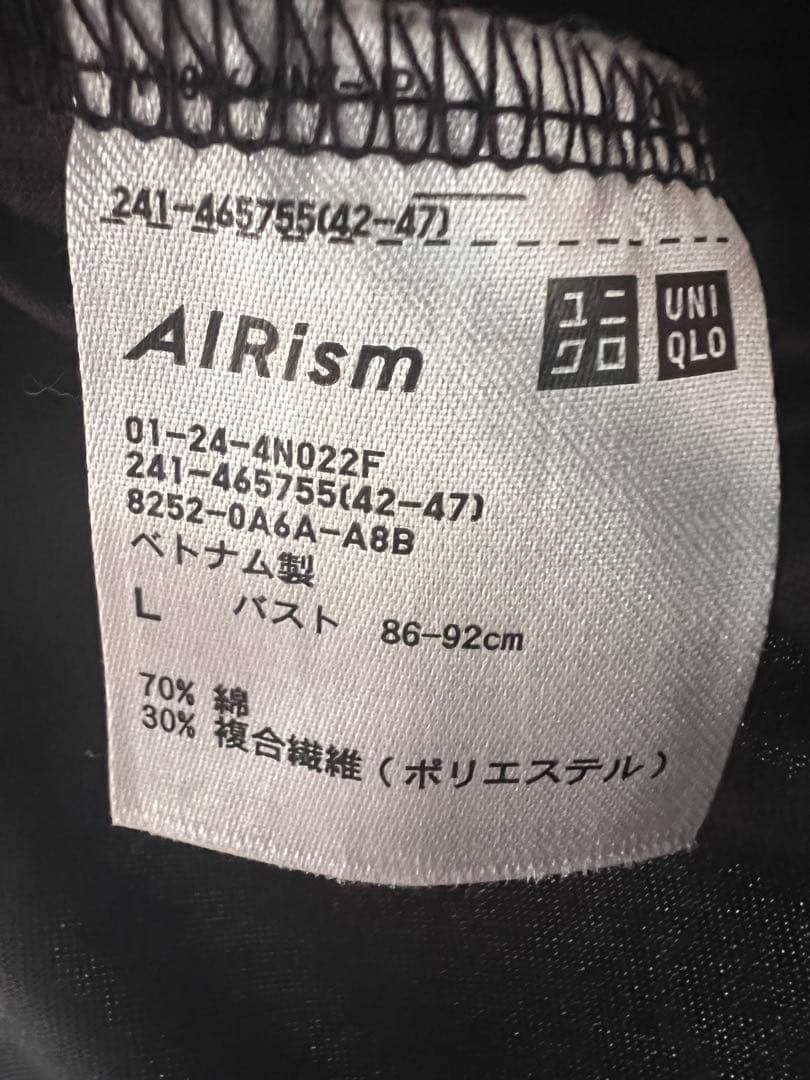 241-465755(42-47)
ユニ
クロ
UNI
QLO
AIRism
01-24-4N022F
241-465755(42-47)
8252-0A6A-A8B
ベトナム製
L バスト 86-92cm
70% 綿
30% 複合繊維(ポリエステル)